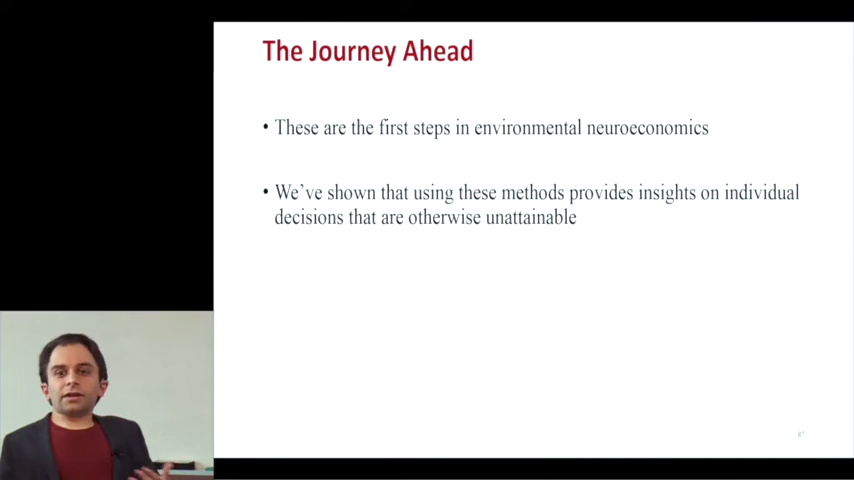 The Journey Ahead
• These are the first steps in environmental neuroeconomics
• We’ve shown that using these methods provides insights on individual
decisions that are otherwise unattainable